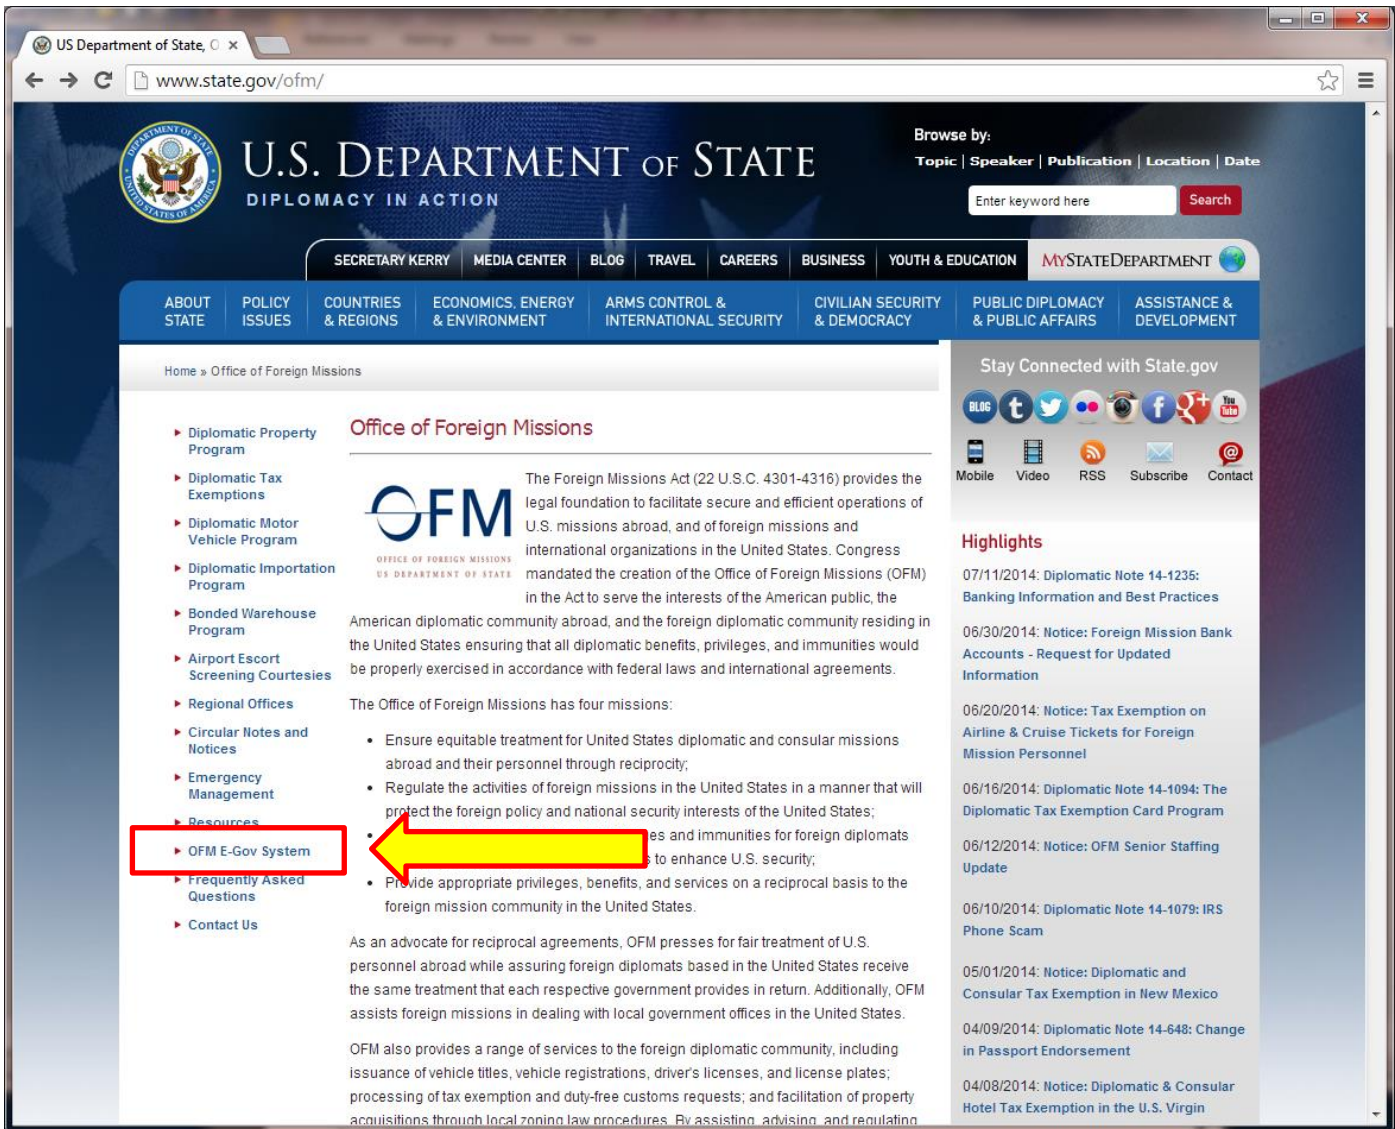 US Department of State, O
www.state.gov/ofm/
U.S. DEPARTMENT OF STATE
DIPLOMACY IN ACTION
Browse by:
Topic | Speaker | Publication | Location | Date
Enter keyword here
Search
SECRETARY KERRY MEDIA CENTER BLOG TRAVEL CAREERS BUSINESS YOUTH & EDUCATION MYSTATEDEPARTMENT
ABOUT STATE
POLICY ISSUES
COUNTRIES & REGIONS
ECONOMICS, ENERGY & ENVIRONMENT
ARMS CONTROL & INTERNATIONAL SECURITY
CIVILIAN SECURITY & DEMOCRACY
PUBLIC DIPLOMACY & PUBLIC AFFAIRS
ASSISTANCE & DEVELOPMENT
Home » Office of Foreign Missions
Diplomatic Property
Program
Diplomatic Tax
Exemptions
Diplomatic Motor
Vehicle Program
Diplomatic Importation
Program
Bonded Warehouse
Program
Airport Escort
Screening Courtesies
Regional Offices
Circular Notes and
Notices
Emergency
Management
Resources
OFM E-Gov System
Frequently Asked
Questions
Contact Us
Office of Foreign Missions
OFM
OFFICE OF FOREIGN MISSIONS
US DEPARTMENT OF STATE
The Foreign Missions Act (22 U.S.C. 4301-4316) provides the
legal foundation to facilitate secure and efficient operations of
U.S. missions abroad, and of foreign missions and
international organizations in the United States. Congress
mandated the creation of the Office of Foreign Missions (OFM)
in the Act to serve the interests of the American public, the
American diplomatic community abroad, and the foreign diplomatic community residing in
the United States ensuring that all diplomatic benefits, privileges, and immunities would
be properly exercised in accordance with federal laws and international agreements.
The Office of Foreign Missions has four missions:
• Ensure equitable treatment for United States diplomatic and consular missions
abroad and their personnel through reciprocity;
• Regulate the activities of foreign missions in the United States in a manner that will
protect the foreign policy and national security interests of the United States;
• and immunities for foreign diplomats
to enhance U.S. security;
• Provide appropriate privileges, benefits, and services on a reciprocal basis to the
foreign mission community in the United States.
As an advocate for reciprocal agreements, OFM presses for fair treatment of U.S.
personnel abroad while assuring foreign diplomats based in the United States receive
the same treatment that each respective government provides in return. Additionally, OFM
assists foreign missions in dealing with local government offices in the United States.
OFM also provides a range of services to the foreign diplomatic community, including
issuance of vehicle titles, vehicle registrations, driver's licenses, and license plates;
processing of tax exemption and duty-free customs requests; and facilitation of property
acquisitions through local zoning law procedures. By assisting, advising, and regulating
Stay Connected with State.gov
BLOG
You Tube
Mobile Video RSS Subscribe Contact
Highlights
07/11/2014: Diplomatic Note 14-1235:
Banking Information and Best Practices
06/30/2014: Notice: Foreign Mission Bank
Accounts - Request for Updated
Information
06/20/2014: Notice: Tax Exemption on
Airline & Cruise Tickets for Foreign
Mission Personnel
06/16/2014: Diplomatic Note 14-1094: The
Diplomatic Tax Exemption Card Program
06/12/2014: Notice: OFM Senior Staffing
Update
06/10/2014: Diplomatic Note 14-1079: IRS
Phone Scam
05/01/2014: Notice: Diplomatic and
Consular Tax Exemption in New Mexico
04/09/2014: Diplomatic Note 14-648: Change
in Passport Endorsement
04/08/2014: Notice: Diplomatic & Consular
Hotel Tax Exemption in the U.S. Virgin